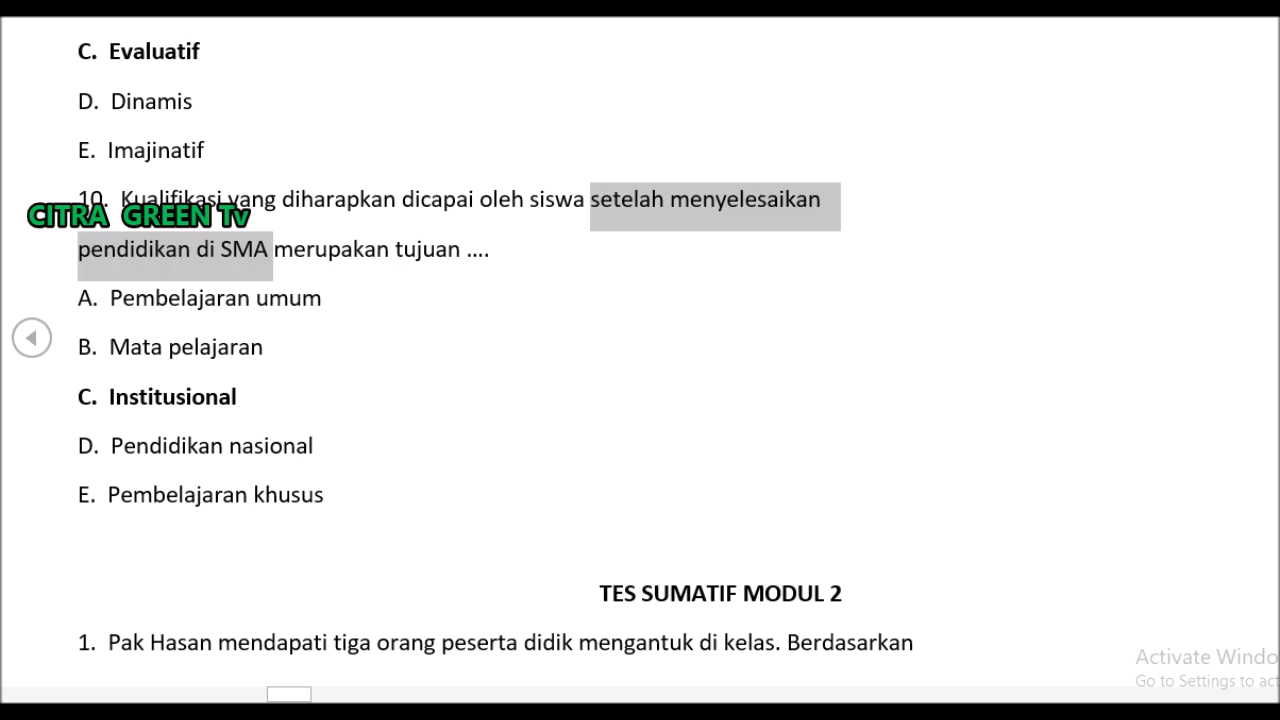 C. Evaluatif
D. Dinamis
E. Imajinatif
10. Kualifikasi yang diharapkan dicapai oleh siswa setelah menyelesaikan
CITRA GREEN Tv
pendidikan di SMA merupakan tujuan ....
A. Pembelajaran umum
B. Mata pelajaran
C. Institusional
D. Pendidikan nasional
E. Pembelajaran khusus
TES SUMATIF MODUL 2
1. Pak Hasan mendapati tiga orang peserta didik mengantuk di kelas. Berdasarkan
Activate Windo
Go to Settings to act